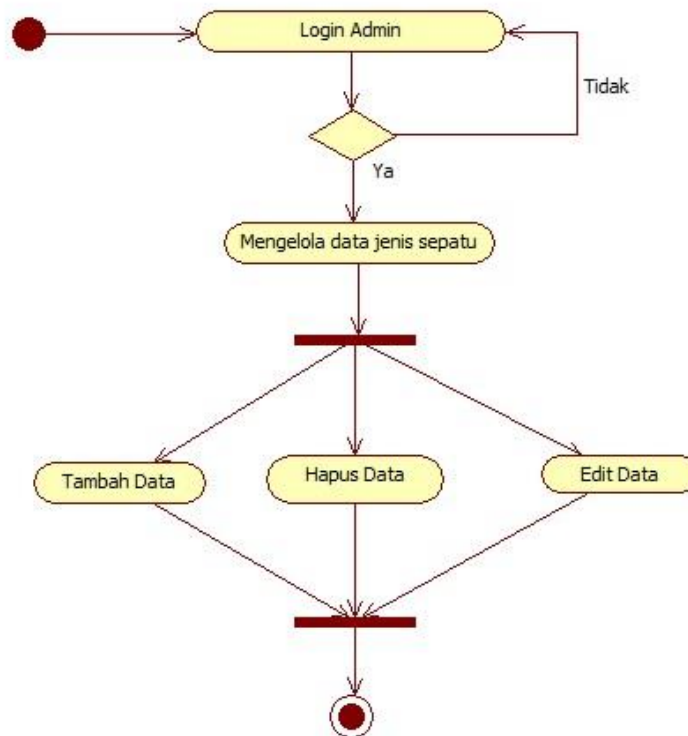 Login Admin
Tidak
Ya
Mengelola data jenis sepatu
Tambah Data
Hapus Data
Edit Data